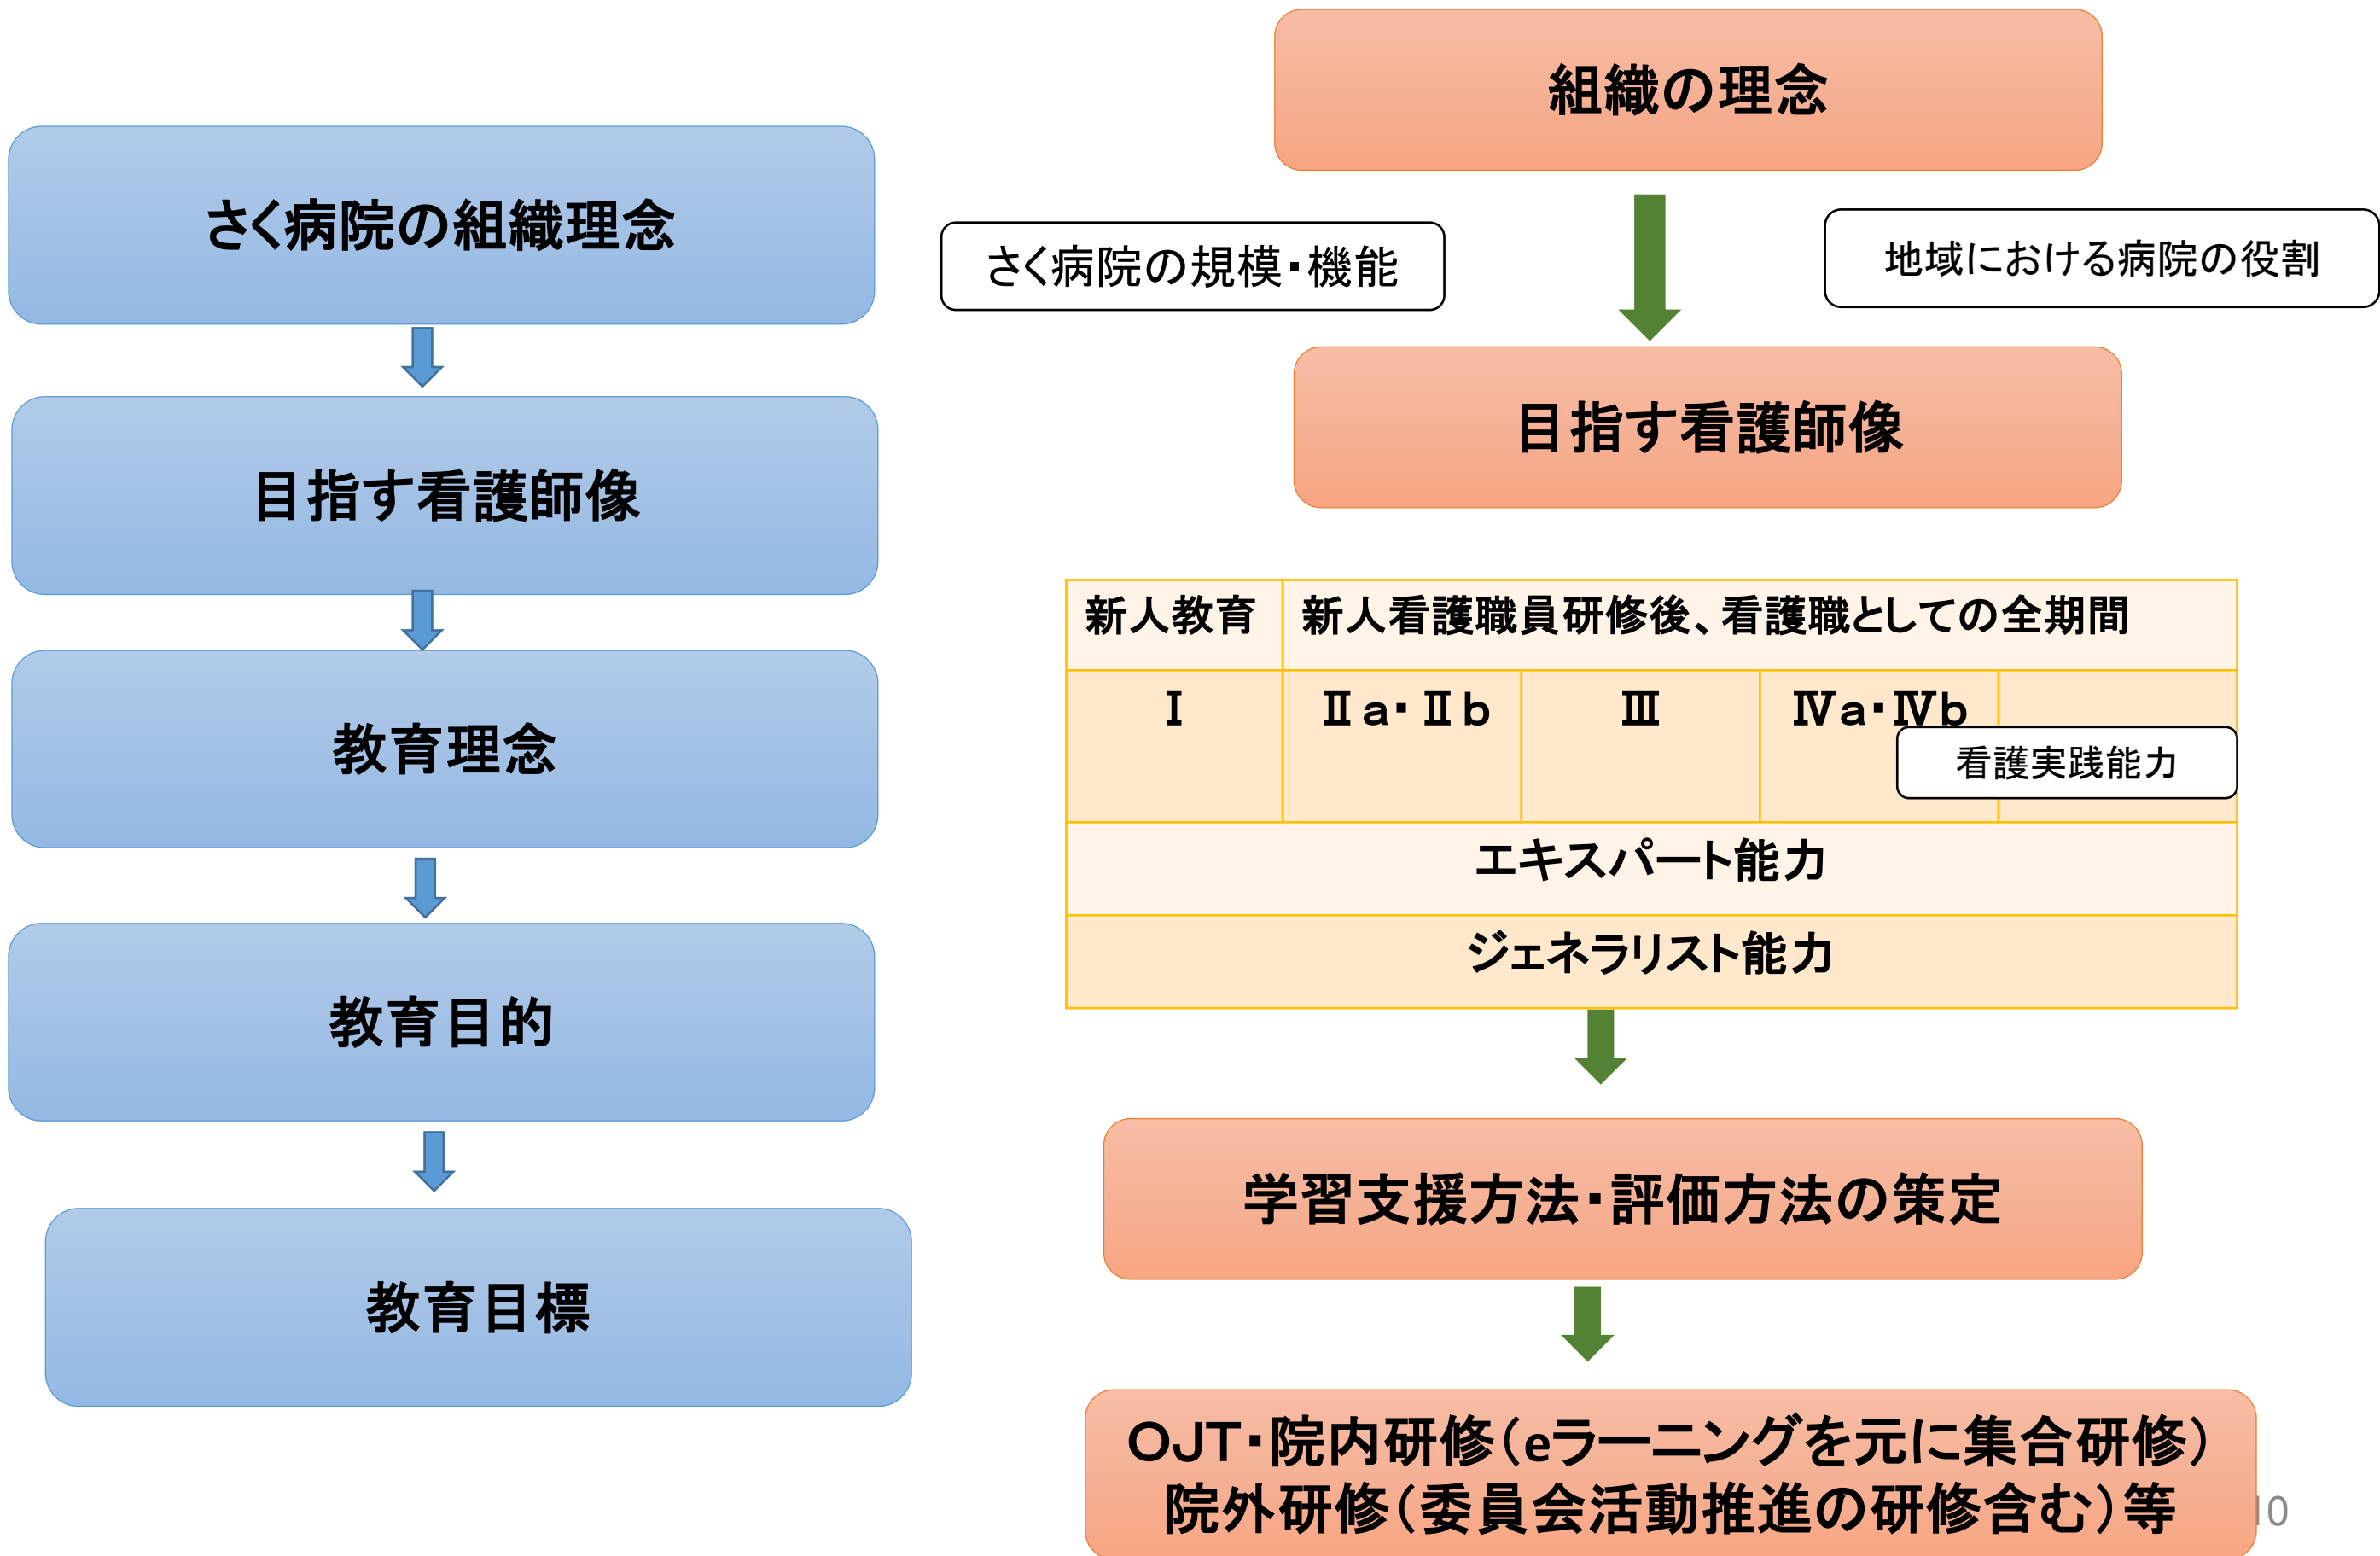 さく病院の組織理念
目指す看護師像
教育理念
教育目的
教育目標
組織の理念
さく病院の規模・機能
地域における病院の役割
目指す看護師像
新人教育
新人看護職員研修後、看護職としての全期間
Ⅰ
Ⅱa・Ⅱb
Ⅲ
Ⅳa・Ⅳb
看護実践能力
エキスパート能力
ジェネラリスト能力
学習支援方法・評価方法の策定
OJT・院内研修(eラーニングを元に集合研修)
院外研修(委員会活動推進の研修含む)等